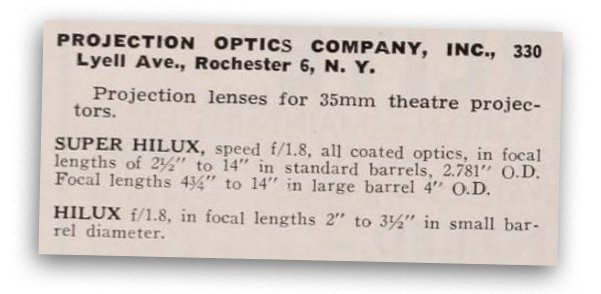 PROJECTION OPTICS COMPANY, INC., 330
Lyell Ave., Rochester 6, N. Y.
Projection lenses for 35mm theatre projec-
tors.
SUPER HILUX, speed f/1.8, all coated optics, in focal
lengths of 2½″ to 14″ in standard barrels, 2.781″ O.D.
Focal lengths 4¾″ to 14″ in large barrel 4″ O.D.
HILUX f/1.8, in focal lengths 2″ to 3½″ in small bar-
rel diameter.